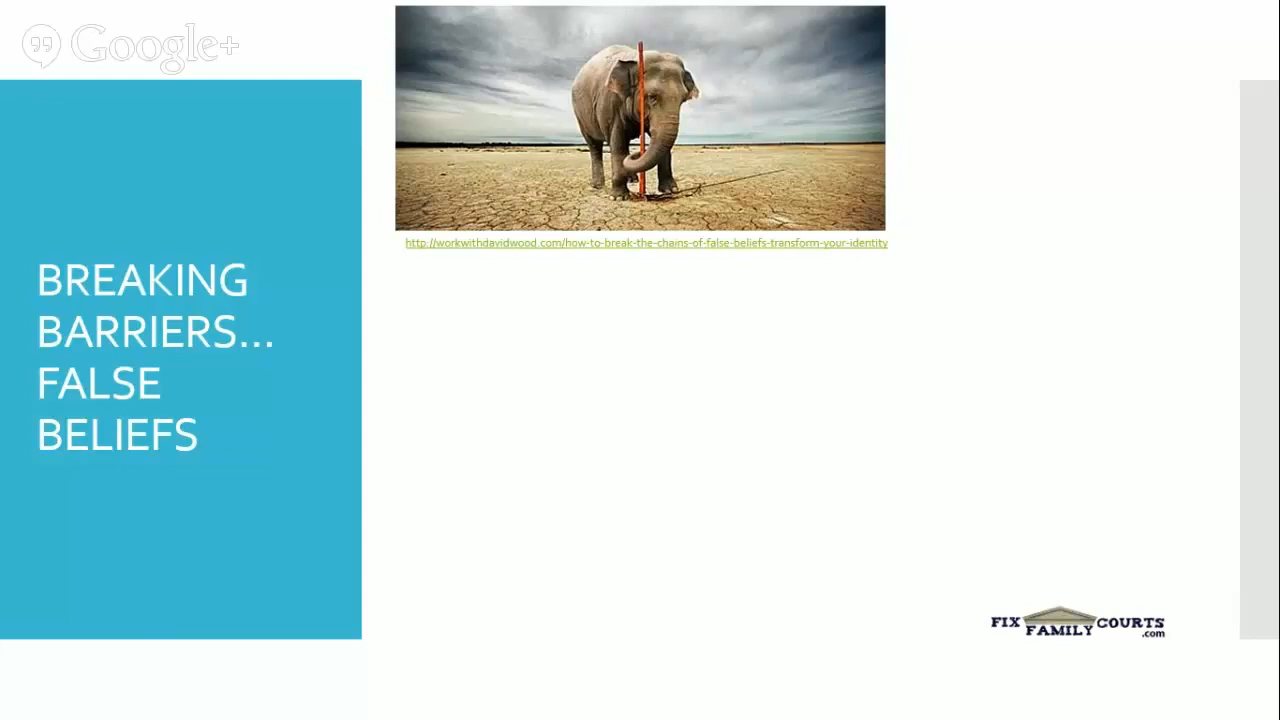 Google+
http://workwithdavidwood.com/how-to-break-the-chains-of-false-beliefs-transform-your-identity
BREAKING
BARRIERS...
FALSE
BELIEFS
FIX FAMILY COURTS
.com